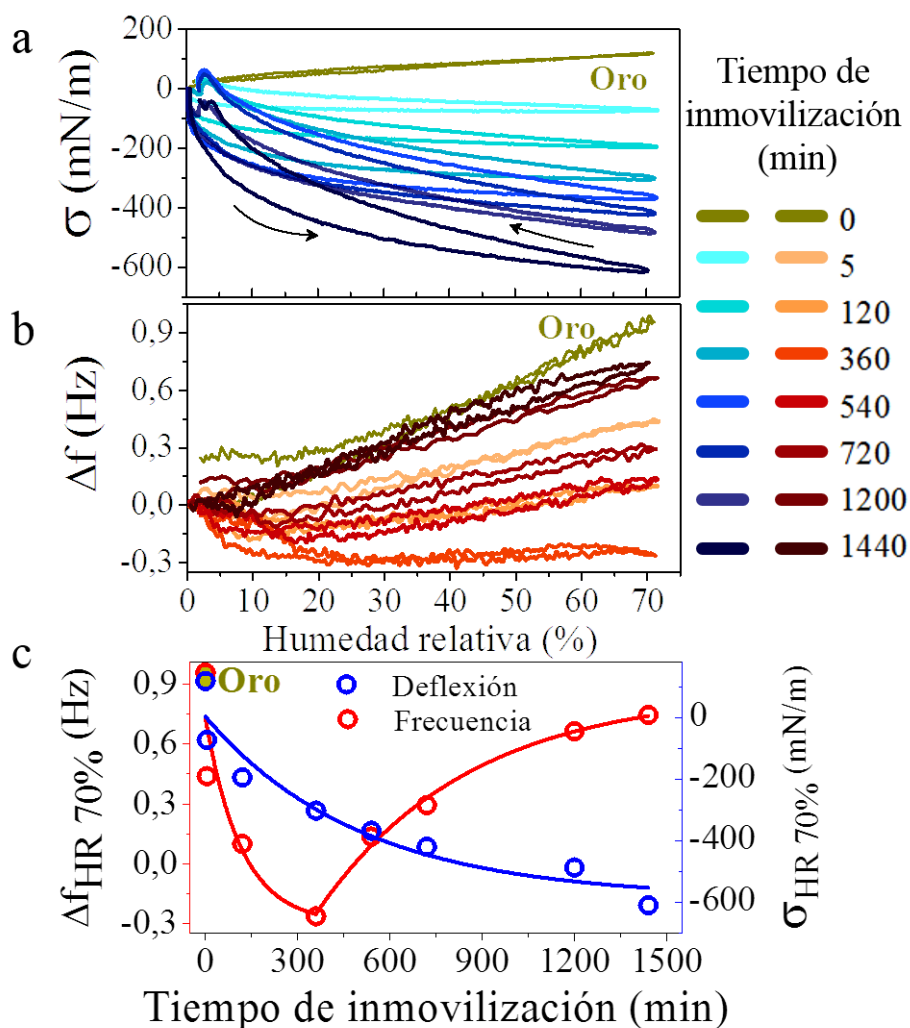 a
200
0
-200
-400
-600
σ (mN/m)
Oro
Tiempo de
inmovilización
(min)
0
5
120
360
540
720
1200
1440
b
0,9
0,6
0,3
0,0
-0,3
Δf (Hz)
Oro
0 10 20 30 40 50 60 70
Humedad relativa (%)
c
0,9
0,6
0,3
0,0
-0,3
ΔfHR 70% (Hz)
Oro
Deflexión
Frecuencia
0
-200
-400
-600
σHR 70% (mN/m)
0 300 600 900 1200 1500
Tiempo de inmovilización (min)